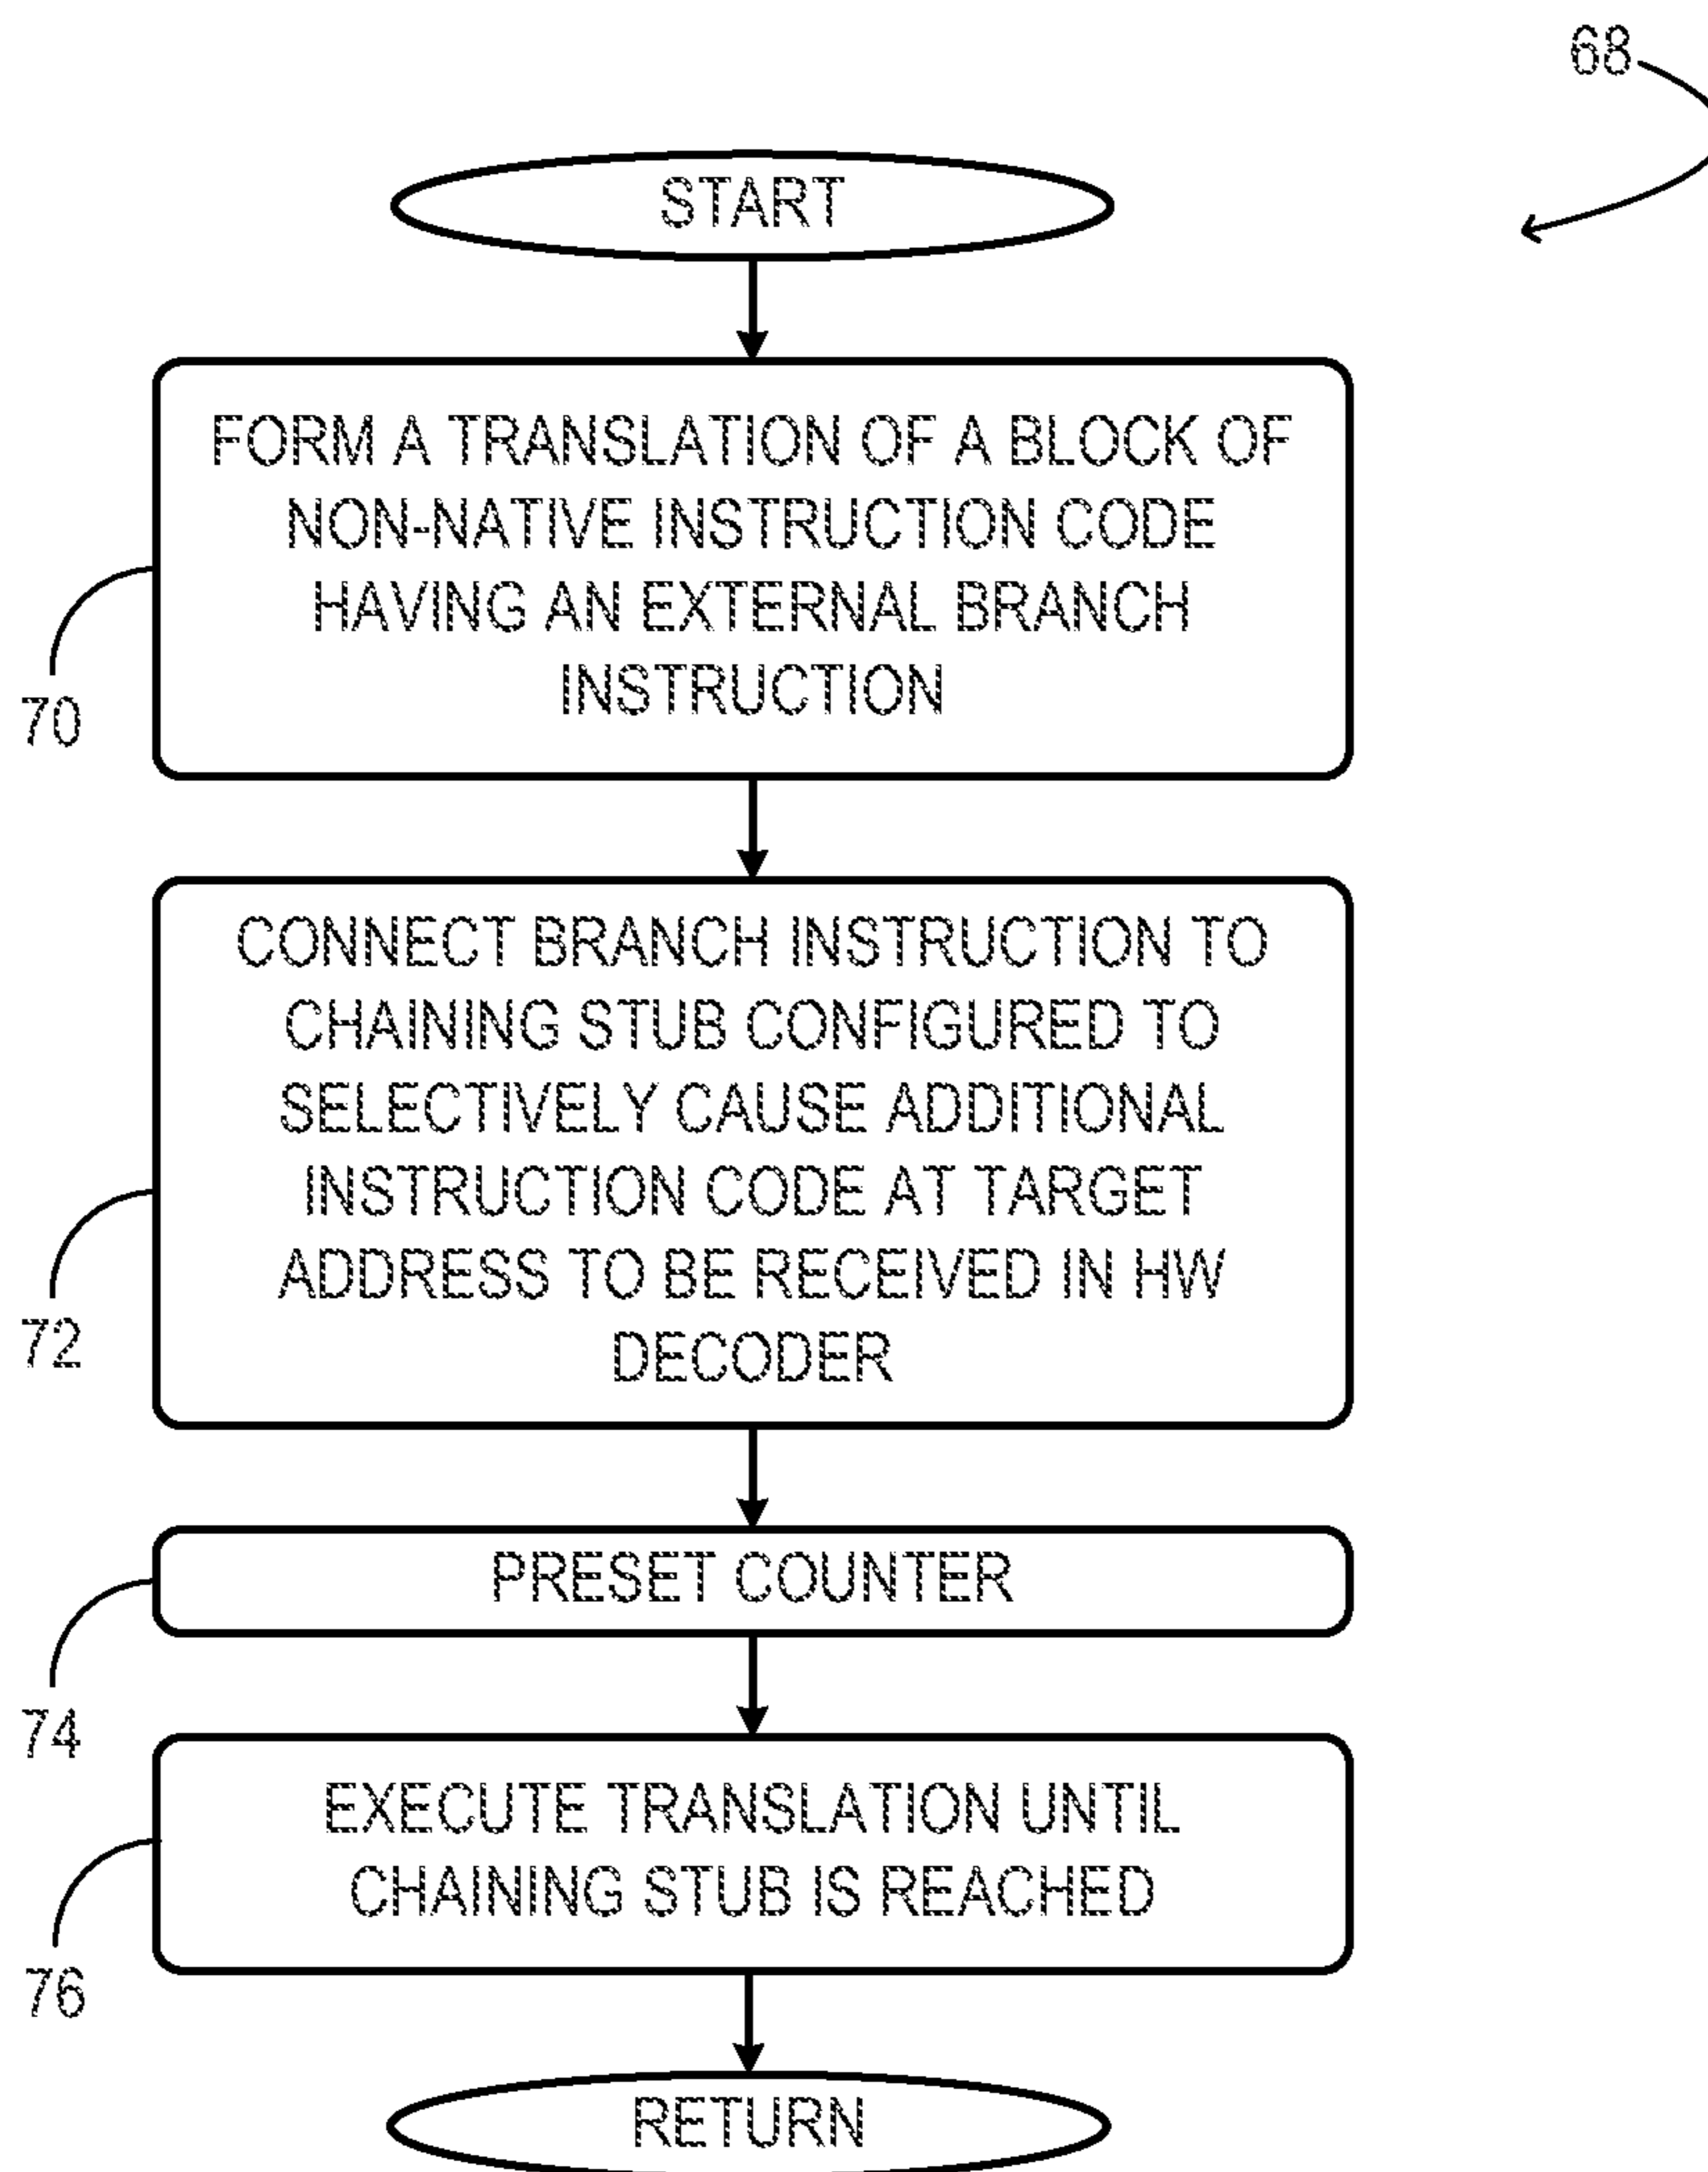 68
START
FORM A TRANSLATION OF A BLOCK OF
NON-NATIVE INSTRUCTION CODE
HAVING AN EXTERNAL BRANCH
INSTRUCTION
70
CONNECT BRANCH INSTRUCTION TO
CHAINING STUB CONFIGURED TO
SELECTIVELY CAUSE ADDITIONAL
INSTRUCTION CODE AT TARGET
ADDRESS TO BE RECEIVED IN HW
DECODER
72
PRESET COUNTER
74
EXECUTE TRANSLATION UNTIL
CHAINING STUB IS REACHED
76
RETURN